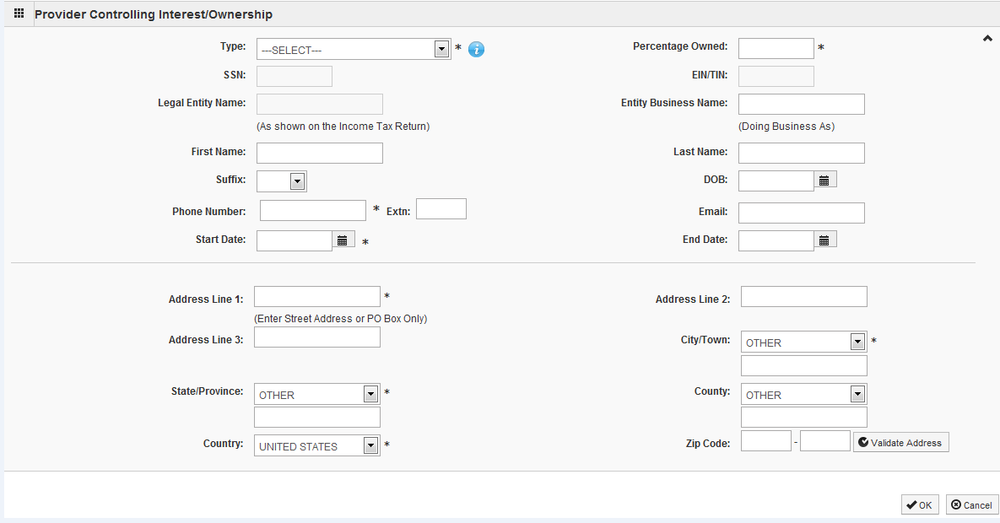 Provider Controlling Interest/Ownership
Type: ---SELECT--- * i Percentage Owned: *
SSN: EIN/TIN:
Legal Entity Name: Entity Business Name:
(As shown on the Income Tax Return) (Doing Business As)
First Name: Last Name:
Suffix: DOB:
Phone Number: * Extn: Email:
Start Date: * End Date:
Address Line 1: * Address Line 2:
(Enter Street Address or PO Box Only)
Address Line 3: City/Town: OTHER *
State/Province: OTHER * County: OTHER
Country: UNITED STATES * Zip Code: - Validate Address
OK Cancel